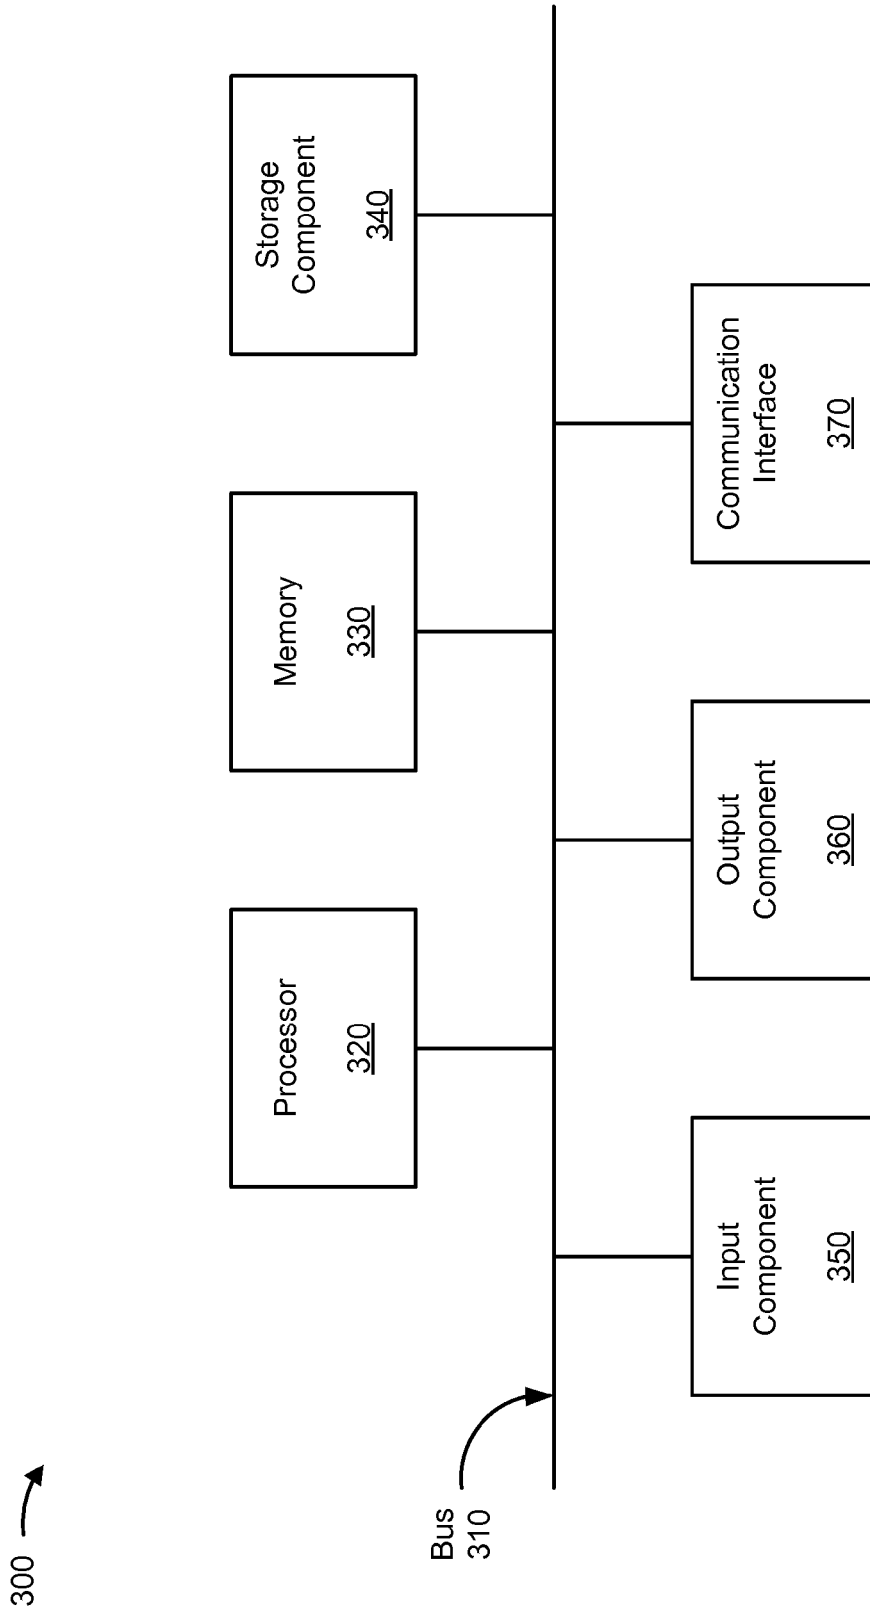 300
Processor
320
Memory
330
Storage
Component
340
Bus
310
Input
Component
350
Output
Component
360
Communication
Interface
370